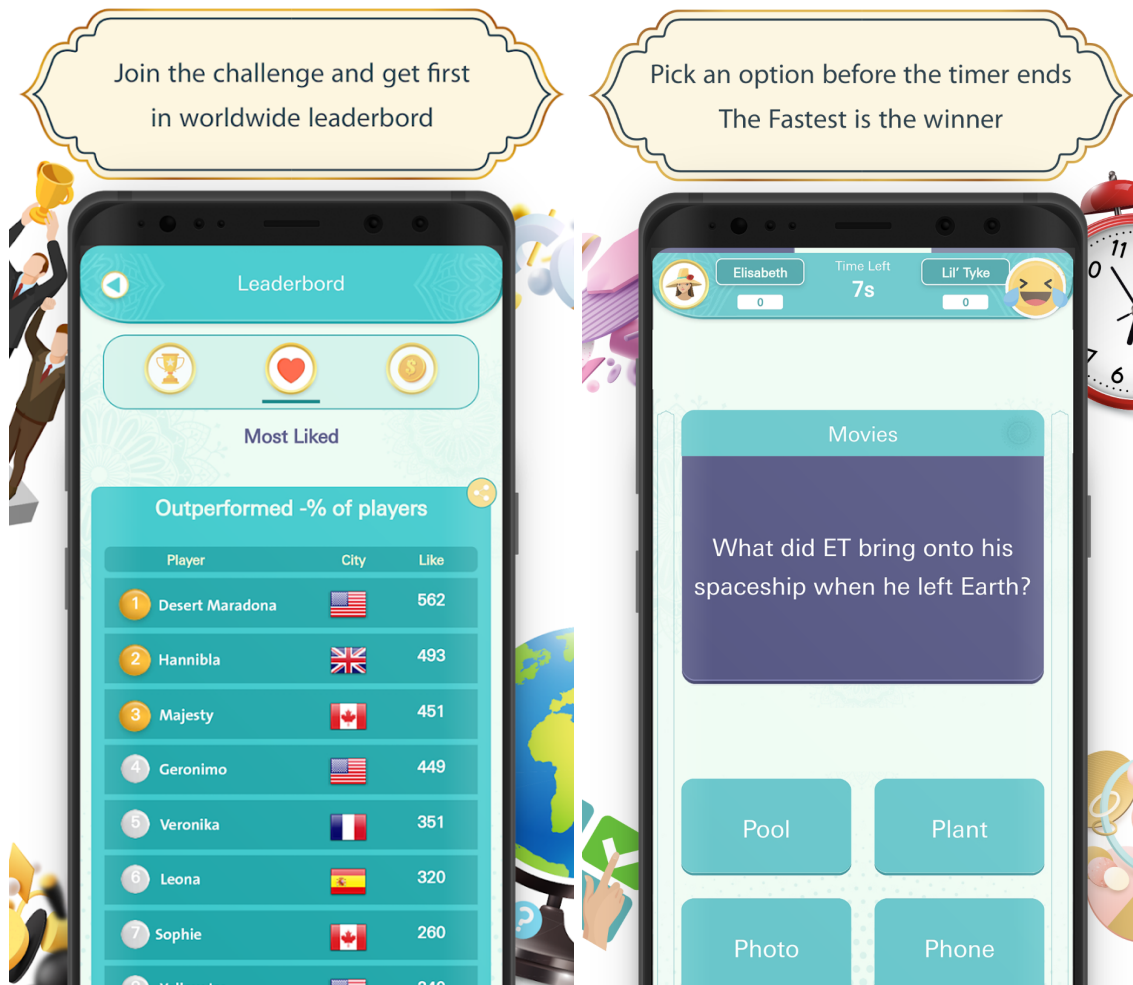 Join the challenge and get first
in worldwide leaderbord
Leaderbord
Most Liked
Outperformed -% of players
Player City Like
1 Desert Maradona 562
2 Hannibla 493
3 Majesty 451
4 Geronimo 449
5 Veronika 351
6 Leona 320
7 Sophie 260
Pick an option before the timer ends
The Fastest is the winner
Elisabeth Time Left Lil' Tyke
0 7s 0
11
6
Movies
What did ET bring onto his
spaceship when he left Earth?
Pool Plant
Photo Phone
?